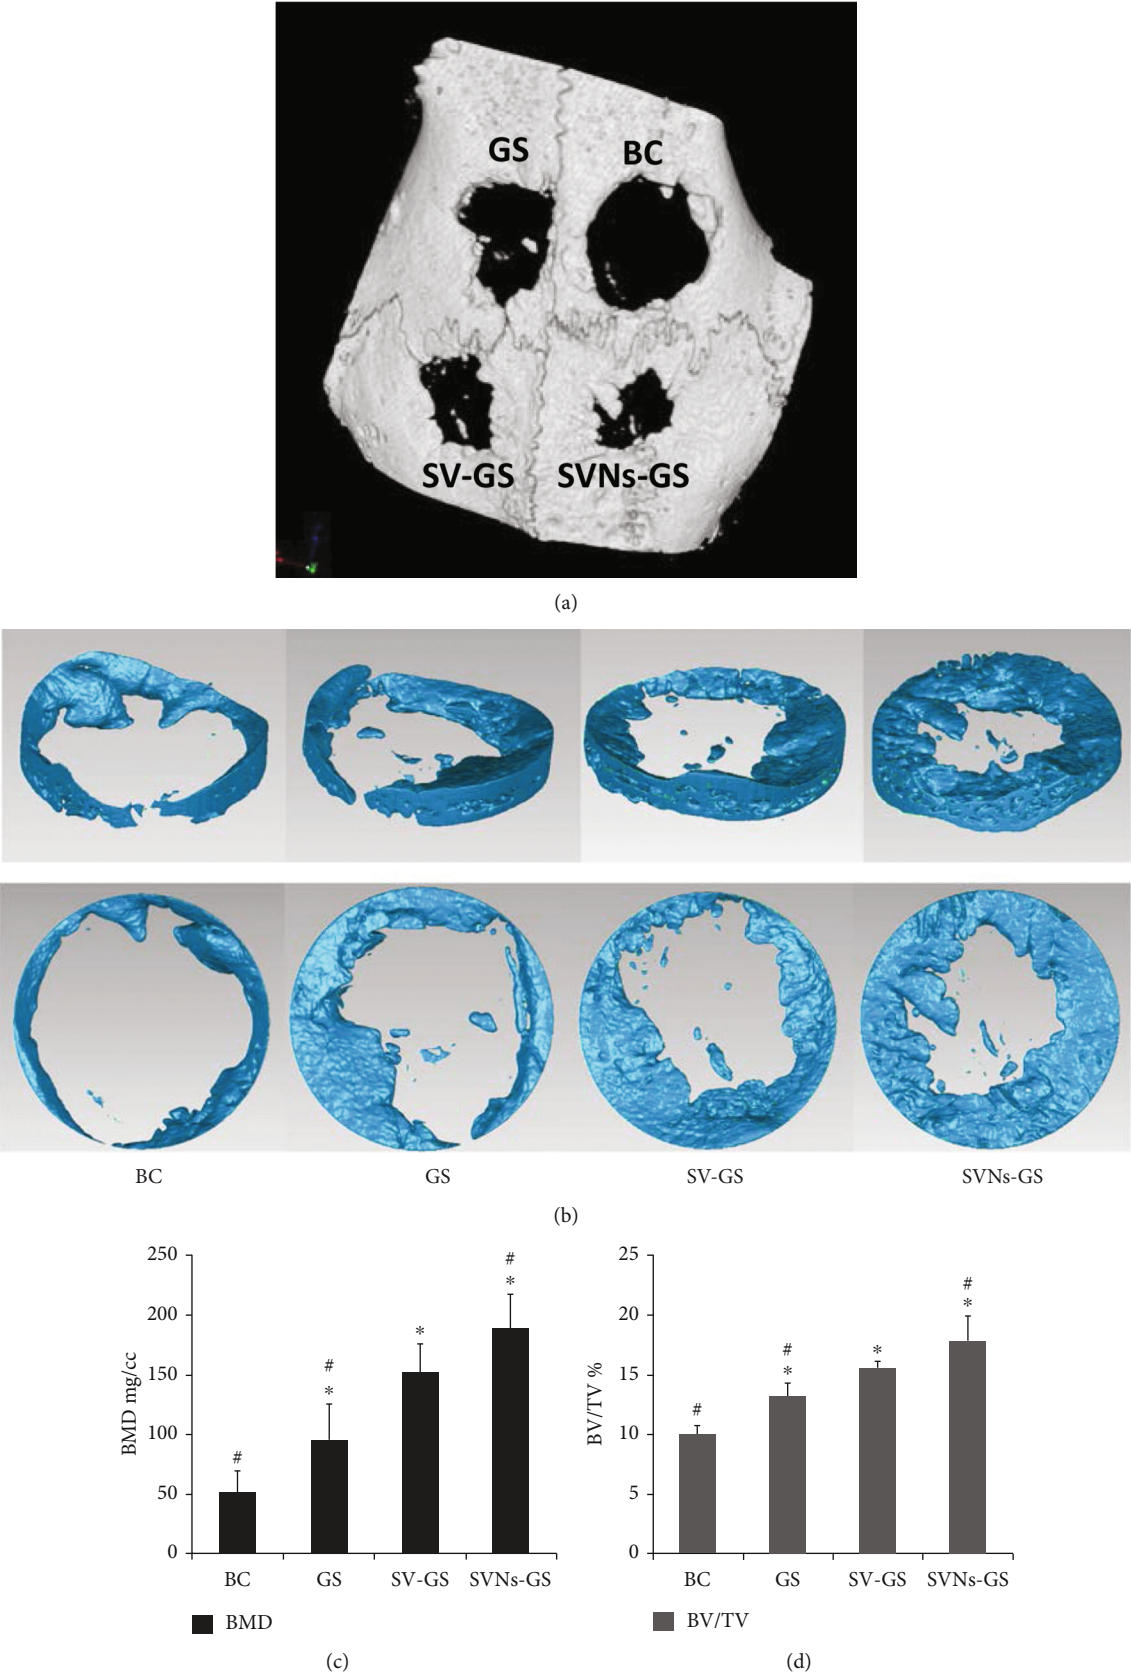 GS BC
SV-GS SVNs-GS
(a)
BC GS SV-GS SVNs-GS
(b)
250
200
150
100
50
0
BMD mg/cc
#
# *
*
# *
BC GS SV-GS SVNs-GS
BMD
(c)
25
20
15
10
5
0
BV/TV %
#
# *
*
# *
BC GS SV-GS SVNs-GS
BV/TV
(d)